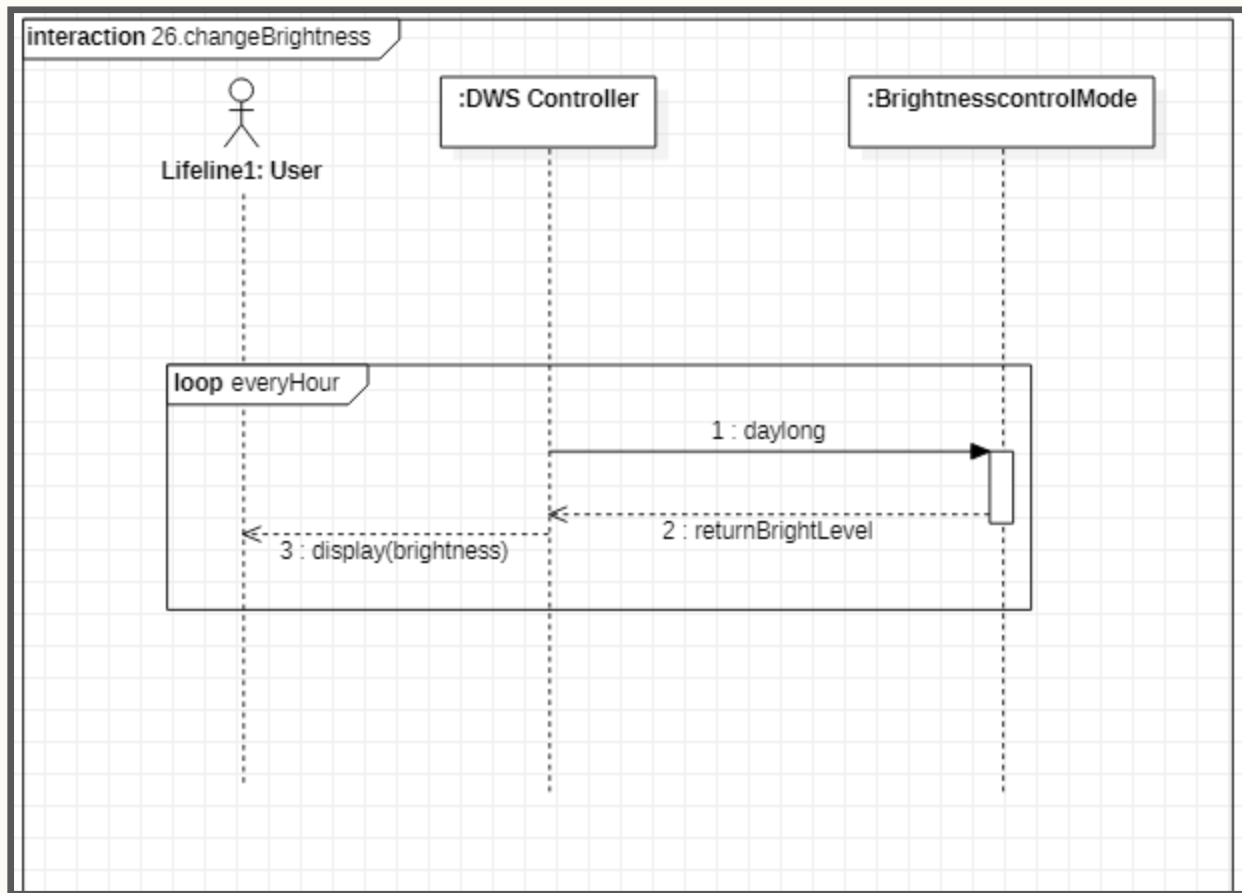 interaction 26.changeBrightness
:DWS Controller
:BrightnesscontrolMode
Lifeline1: User
loop everyHour
1 : daylong
2 : returnBrightLevel
3 : display(brightness)